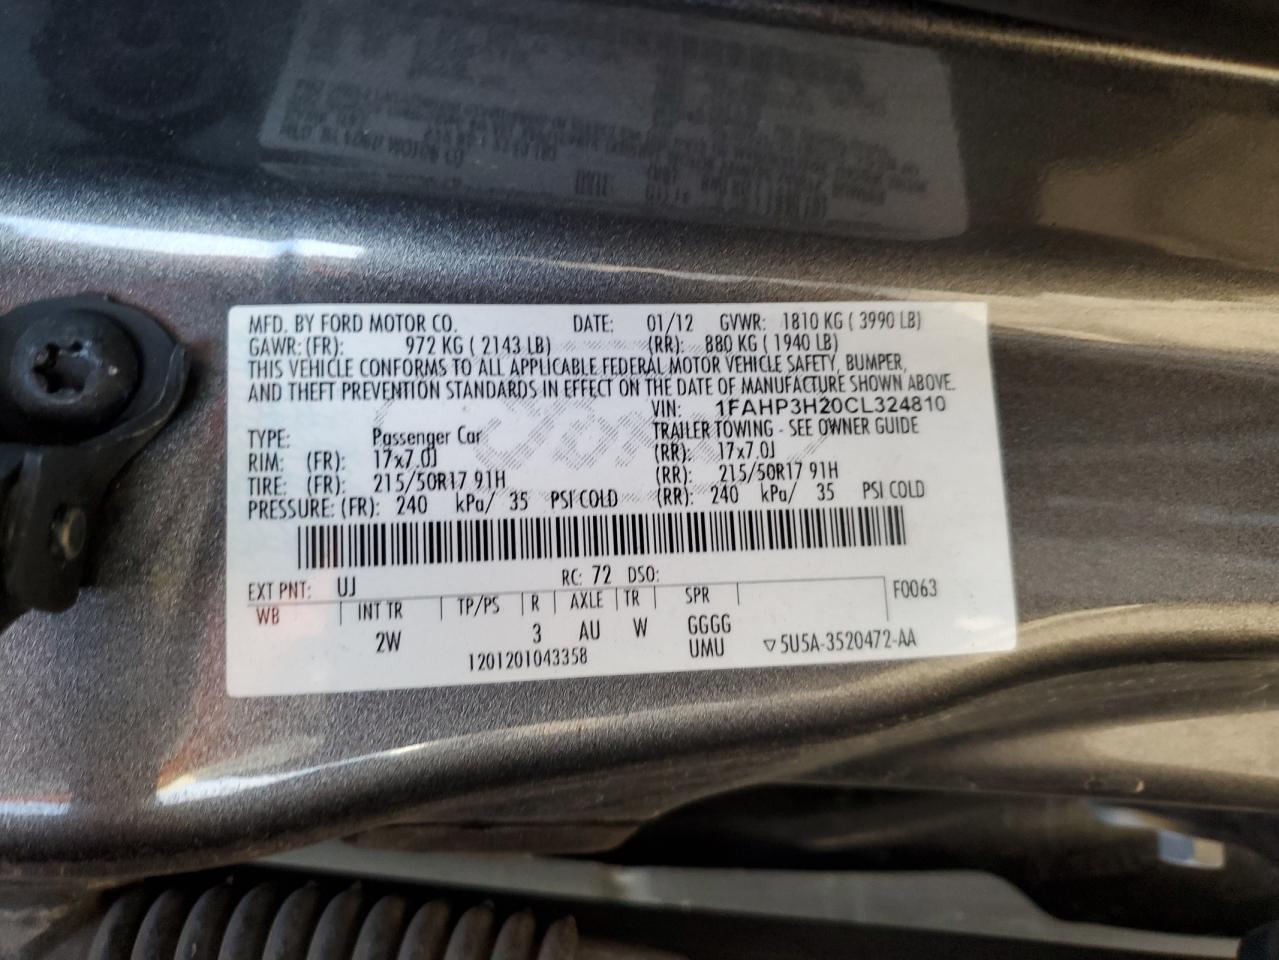 MFD. BY FORD MOTOR CO. DATE: 01/12 GVWR: 1810 KG ( 3990 LB)
GAWR: (FR): 972 KG ( 2143 LB) (RR): 880 KG ( 1940 LB)
THIS VEHICLE CONFORMS TO ALL APPLICABLE FEDERAL MOTOR VEHICLE SAFETY, BUMPER,
AND THEFT PREVENTION STANDARDS IN EFFECT ON THE DATE OF MANUFACTURE SHOWN ABOVE.
VIN: 1FAHP3H20CL324810
TYPE: Passenger Car TRAILER TOWING - SEE OWNER GUIDE
RIM: (FR): 17x7.0J (RR): 17x7.0J
TIRE: (FR): 215/50R17 91H (RR): 215/50R17 91H
PRESSURE: (FR): 240 kPa/ 35 PSI COLD (RR): 240 kPa/ 35 PSI COLD
EXT PNT: UJ RC: 72 DSO:
WB INT TR TP/PS R AXLE TR SPR F0063
2W 3 AU W GGGG
1201201043358 UMU ▽5U5A-3520472-AA